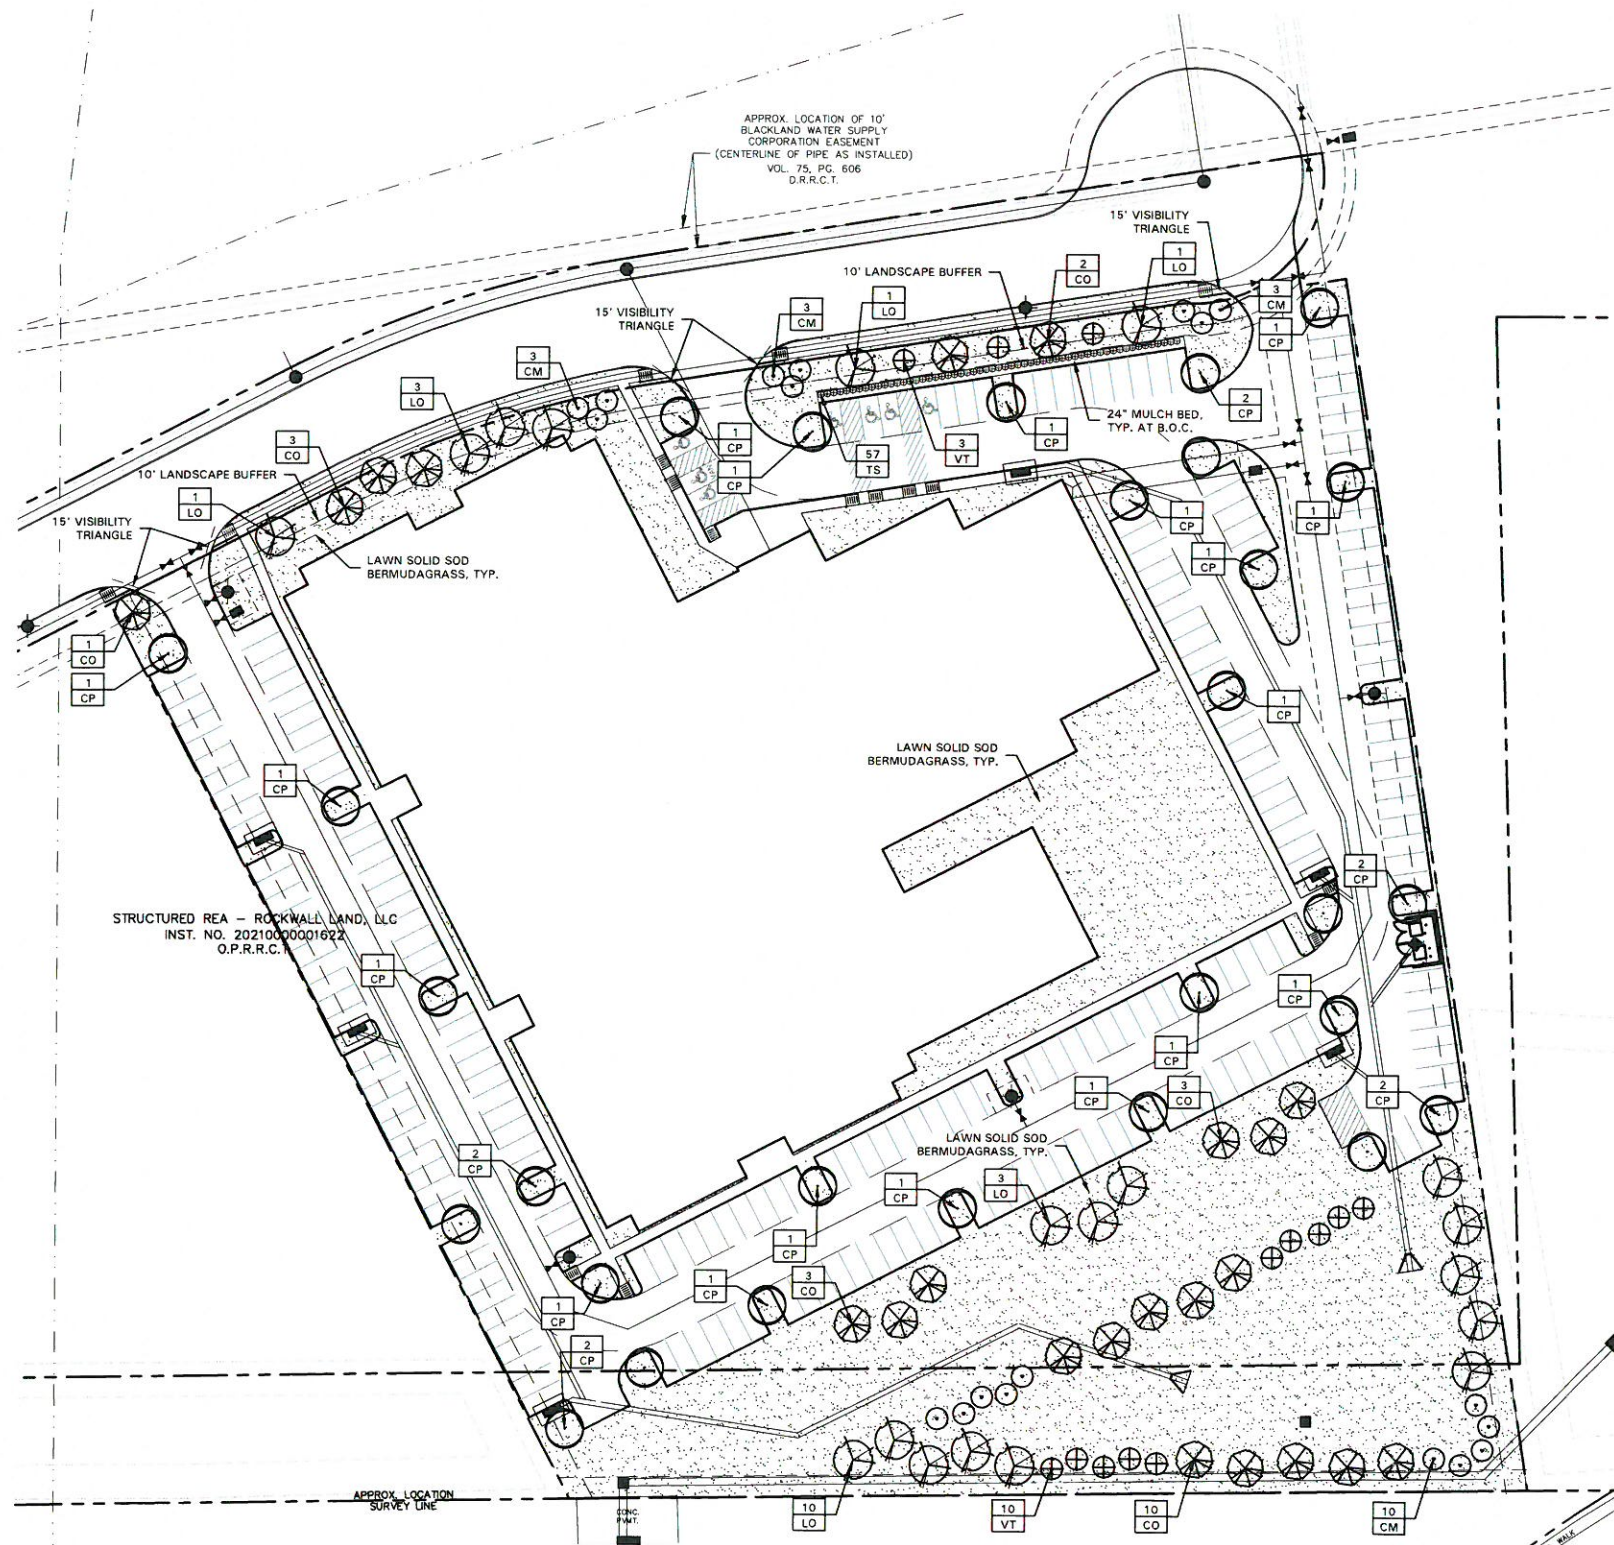 APPROX. LOCATION OF 10'
BLACKLAND WATER SUPPLY
CORPORATION EASEMENT
(CENTERLINE OF PIPE AS INSTALLED)
VOL. 75, PG. 606
D.R.R.C.T.
15' VISIBILITY
TRIANGLE
10' LANDSCAPE BUFFER
2
CO
1
LO
1
LO
3
CM
3
CM
1
CP
15' VISIBILITY
TRIANGLE
3
CM
3
LO
3
CO
10' LANDSCAPE BUFFER
1
LO
15' VISIBILITY
TRIANGLE
LAWN SOLID SOD
BERMUDAGRASS, TYP.
1
CP
1
CP
57
TS
3
VT
1
CP
24" MULCH BED,
TYP. AT B.O.C.
2
CP
1
CP
1
CP
1
CP
1
CO
1
CP
1
CP
1
CP
LAWN SOLID SOD
BERMUDAGRASS, TYP.
2
CP
STRUCTURED REA – ROCKWALL LAND, LLC
INST. NO. 20210000001622
O.P.R.R.C.T.
1
CP
1
CP
1
CP
1
CP
3
CO
2
CP
LAWN SOLID SOD
BERMUDAGRASS, TYP.
2
CP
1
CP
3
LO
1
CP
1
CP
3
CO
1
CP
2
CP
APPROX. LOCATION
SURVEY LINE
CONC.
PVMT.
10
LO
10
VT
10
CO
10
CM
WALK